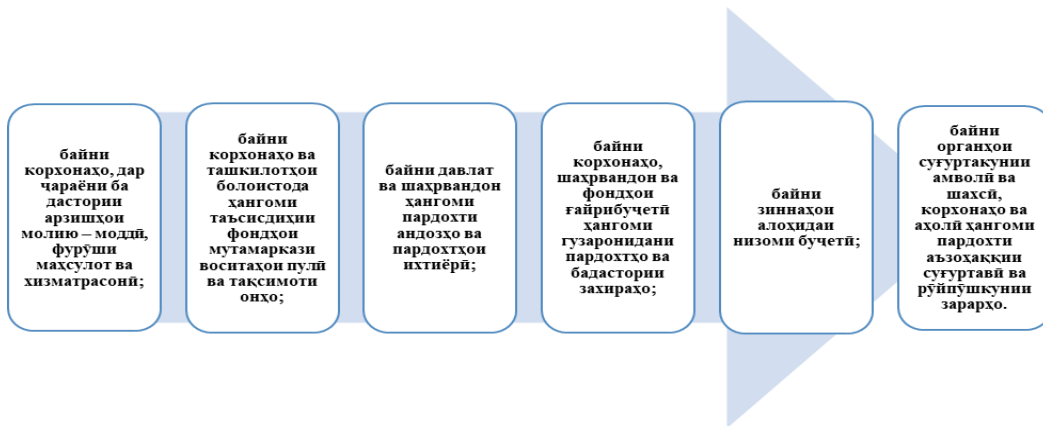 байни
корхонаҳо, дар
ҷараёни ба
дастории
арзишҳои
молию – моддӣ,
фурӯши
маҳсулот ва
хизматрасонӣ;
байни
корхонаҳо ва
ташкилотҳои
болоистода
ҳангоми
таъсисдиҳии
фондҳои
мутамаркази
воситаҳои пулӣ
ва тақсимоти
онҳо;
байни давлат
ва шаҳрвандон
ҳангоми
пардохти
андозҳо ва
пардохтҳои
ихтиёрӣ;
байни
корхонаҳо,
шаҳрвандон ва
фондҳои
ғайрибуҷетӣ
ҳангоми
гузаронидани
пардохтҳо ва
бадастории
захираҳо;
байни
зиннаҳои
алоҳидаи
низоми буҷетӣ;
байни
органҳои
суғуртакунии
амволӣ ва
шахсӣ,
корхонаҳо ва
аҳолӣ ҳангоми
пардохти
аъзоҳаққии
суғуртавӣ ва
рӯйпӯшкунии
зарарҳо.